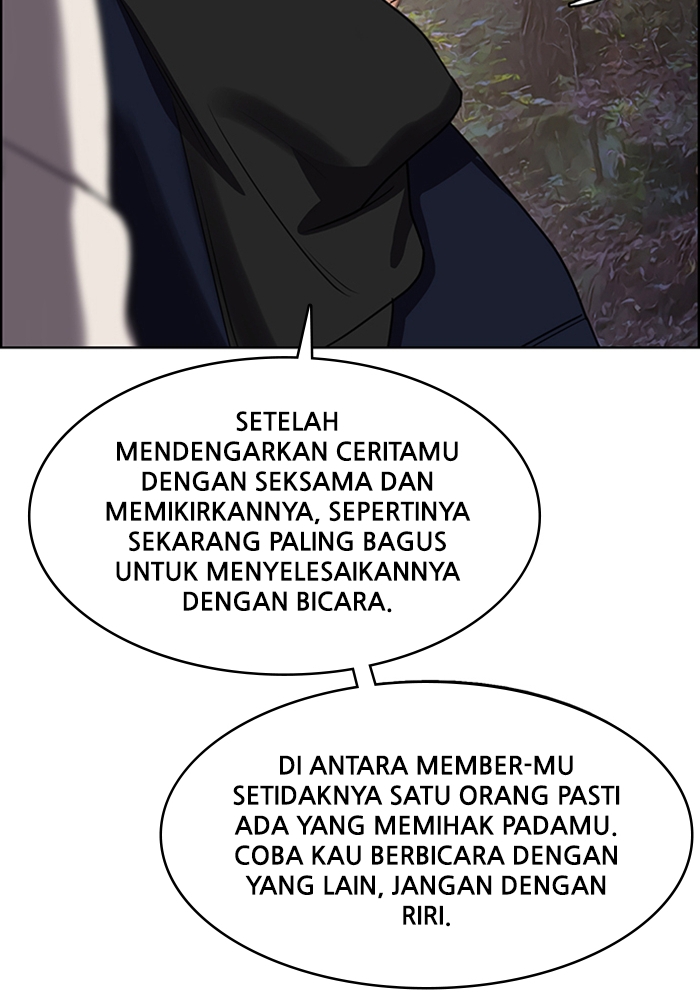 SETELAH
MENDENGARKAN CERITAMU
DENGAN SEKSAMA DAN
MEMIKIRKANNYA, SEPERTINYA
SEKARANG PALING BAGUS
UNTUK MENYELESAIKANNYA
DENGAN BICARA.
DI ANTARA MEMBER-MU
SETIDAKNYA SATU ORANG PASTI
ADA YANG MEMIHAK PADAMU.
COBA KAU BERBICARA DENGAN
YANG LAIN, JANGAN DENGAN
RIRI.